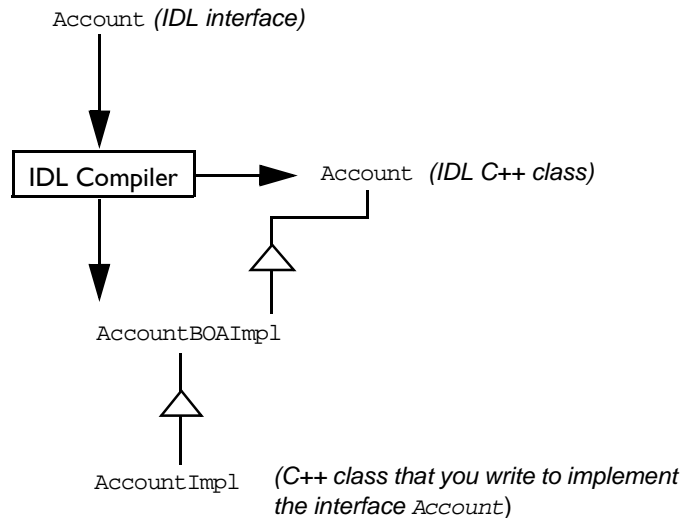 Account (IDL interface)
IDL Compiler
Account (IDL C++ class)
AccountBOAImpl
AccountImpl
(C++ class that you write to implement
the interface Account)